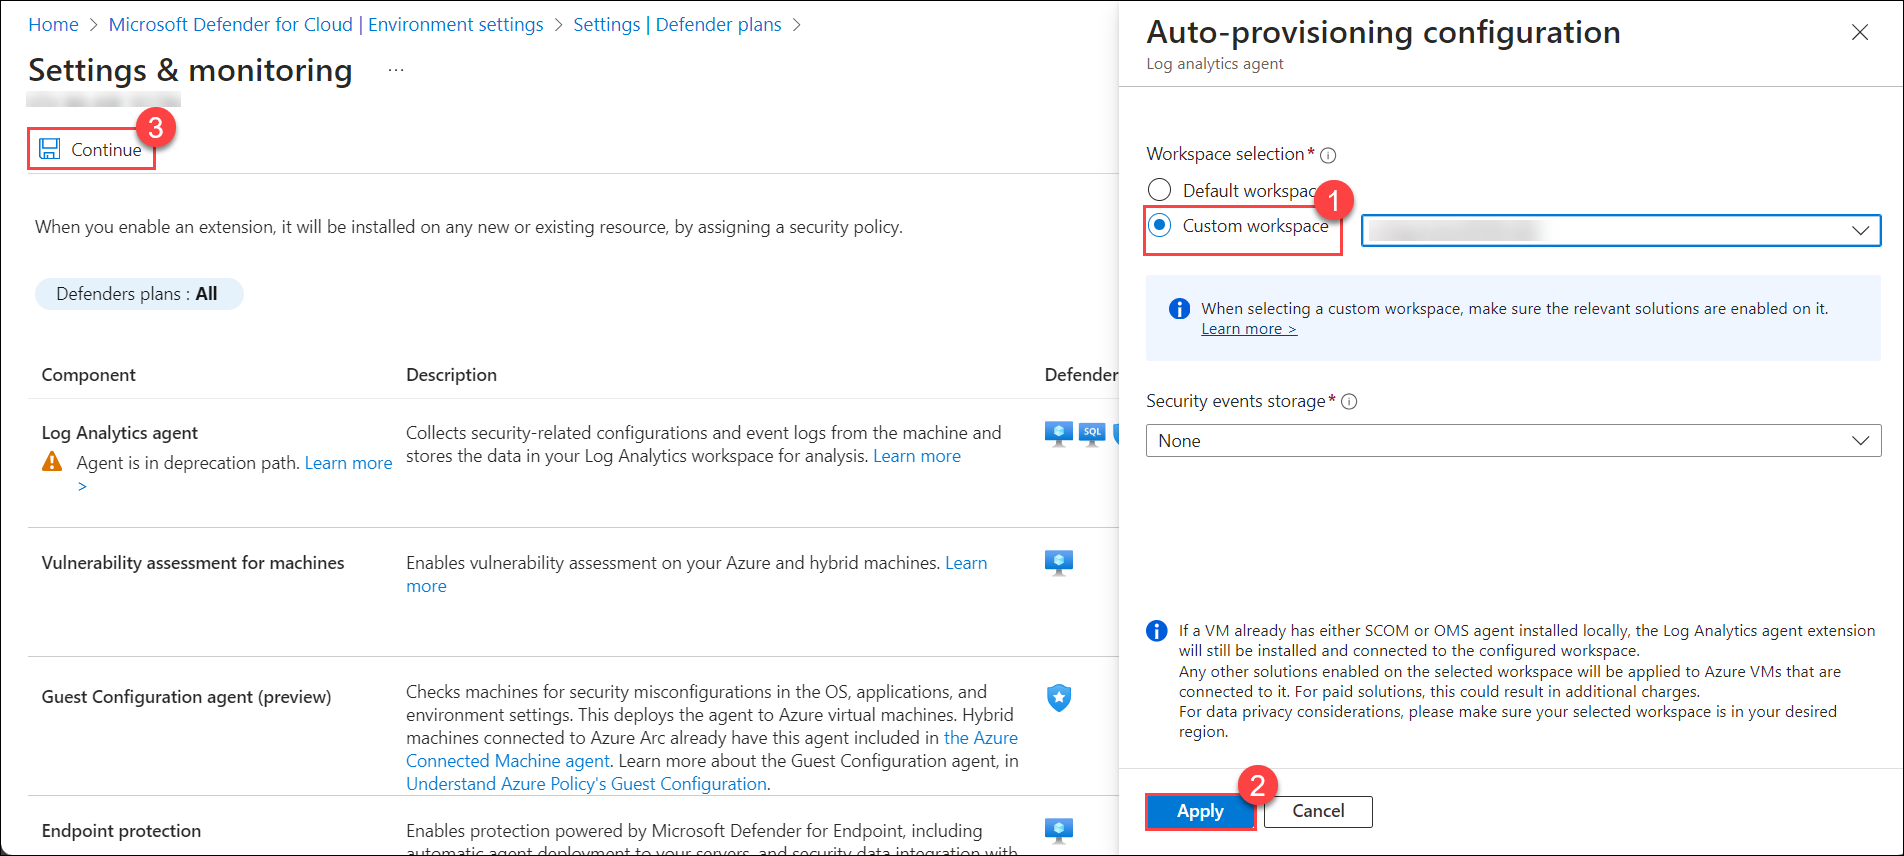 Home > Microsoft Defender for Cloud | Environment settings > Settings | Defender plans >
Settings & monitoring ...
3
Continue
When you enable an extension, it will be installed on any new or existing resource, by assigning a security policy.
Defenders plans : All
Component Description Defender
Log Analytics agent
Agent is in deprecation path. Learn more
>
Collects security-related configurations and event logs from the machine and
stores the data in your Log Analytics workspace for analysis. Learn more
SQL
Vulnerability assessment for machines
Enables vulnerability assessment on your Azure and hybrid machines. Learn
more
Guest Configuration agent (preview)
Checks machines for security misconfigurations in the OS, applications, and
environment settings. This deploys the agent to Azure virtual machines. Hybrid
machines connected to Azure Arc already have this agent included in the Azure
Connected Machine agent. Learn more about the Guest Configuration agent, in
Understand Azure Policy's Guest Configuration.
Endpoint protection
Enables protection powered by Microsoft Defender for Endpoint, including
automatic agent deployment to your servers, and security data integration with
Auto-provisioning configuration
Log analytics agent
Workspace selection*
Default workspac
1
Custom workspace
When selecting a custom workspace, make sure the relevant solutions are enabled on it.
Learn more >
Security events storage*
None
If a VM already has either SCOM or OMS agent installed locally, the Log Analytics agent extension
will still be installed and connected to the configured workspace.
Any other solutions enabled on the selected workspace will be applied to Azure VMs that are
connected to it. For paid solutions, this could result in additional charges.
For data privacy considerations, please make sure your selected workspace is in your desired
region.
2
Apply Cancel